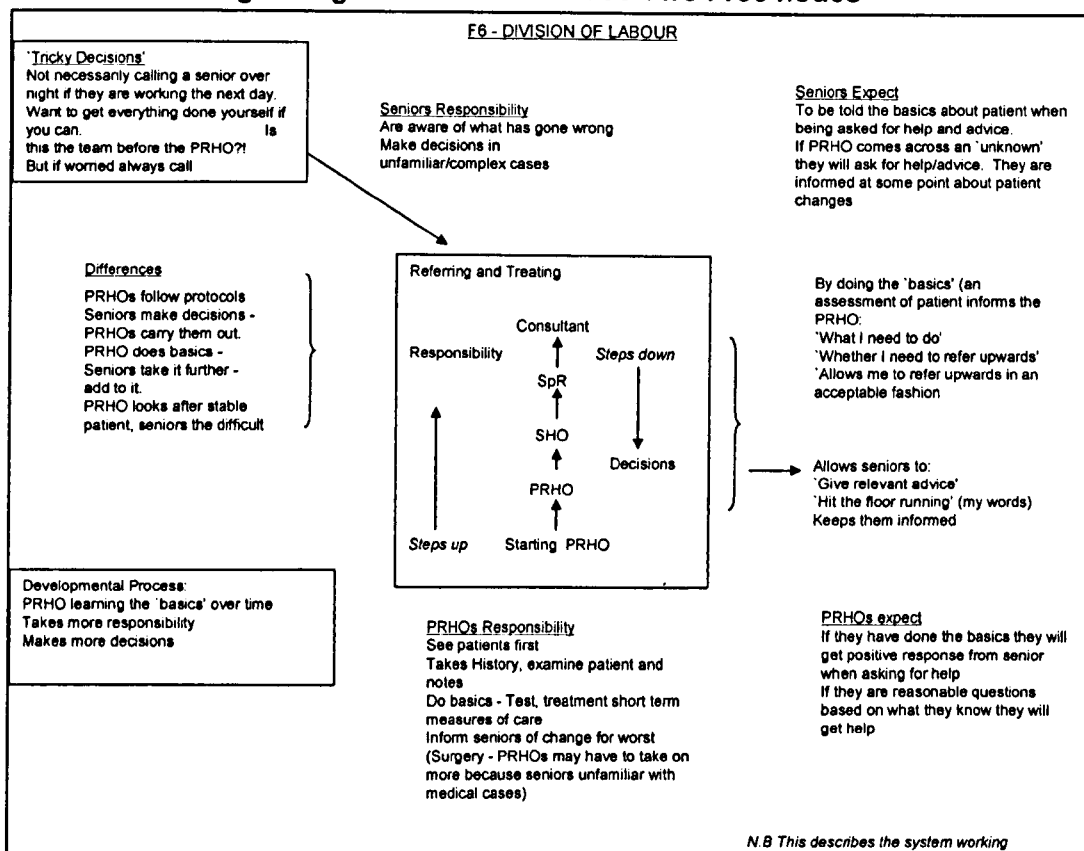 F6 - DIVISION OF LABOUR
'Tricky Decisions'
Not necessarily calling a senior over
night if they are working the next day.
Want to get everything done yourself if
you can. Is
this the team before the PRHO?!
But if worried always call
Seniors Responsibility
Are aware of what has gone wrong
Make decisions in
unfamiliar/complex cases
Seniors Expect
To be told the basics about patient when
being asked for help and advice.
If PRHO comes across an 'unknown'
they will ask for help/advice. They are
informed at some point about patient
changes
Differences
PRHOs follow protocols
Seniors make decisions -
PRHOs carry them out.
PRHO does basics -
Seniors take it further -
add to it.
PRHO looks after stable
patient, seniors the difficult
Referring and Treating
Consultant
Responsibility
Steps down
SpR
SHO
Decisions
PRHO
Steps up
Starting PRHO
By doing the 'basics' (an
assessment of patient informs the
PRHO:
'What I need to do'
'Whether I need to refer upwards'
'Allows me to refer upwards in an
acceptable fashion
Allows seniors to:
'Give relevant advice'
'Hit the floor running' (my words)
Keeps them informed
Developmental Process:
PRHO learning the 'basics' over time
Takes more responsibility
Makes more decisions
PRHOs Responsibility
See patients first
Takes History, examine patient and
notes
Do basics - Test, treatment short term
measures of care
Inform seniors of change for worst
(Surgery - PRHOs may have to take on
more because seniors unfamiliar with
medical cases)
PRHOs expect
If they have done the basics they will
get positive response from senior
when asking for help
If they are reasonable questions
based on what they know they will
get help
N.B This describes the system working